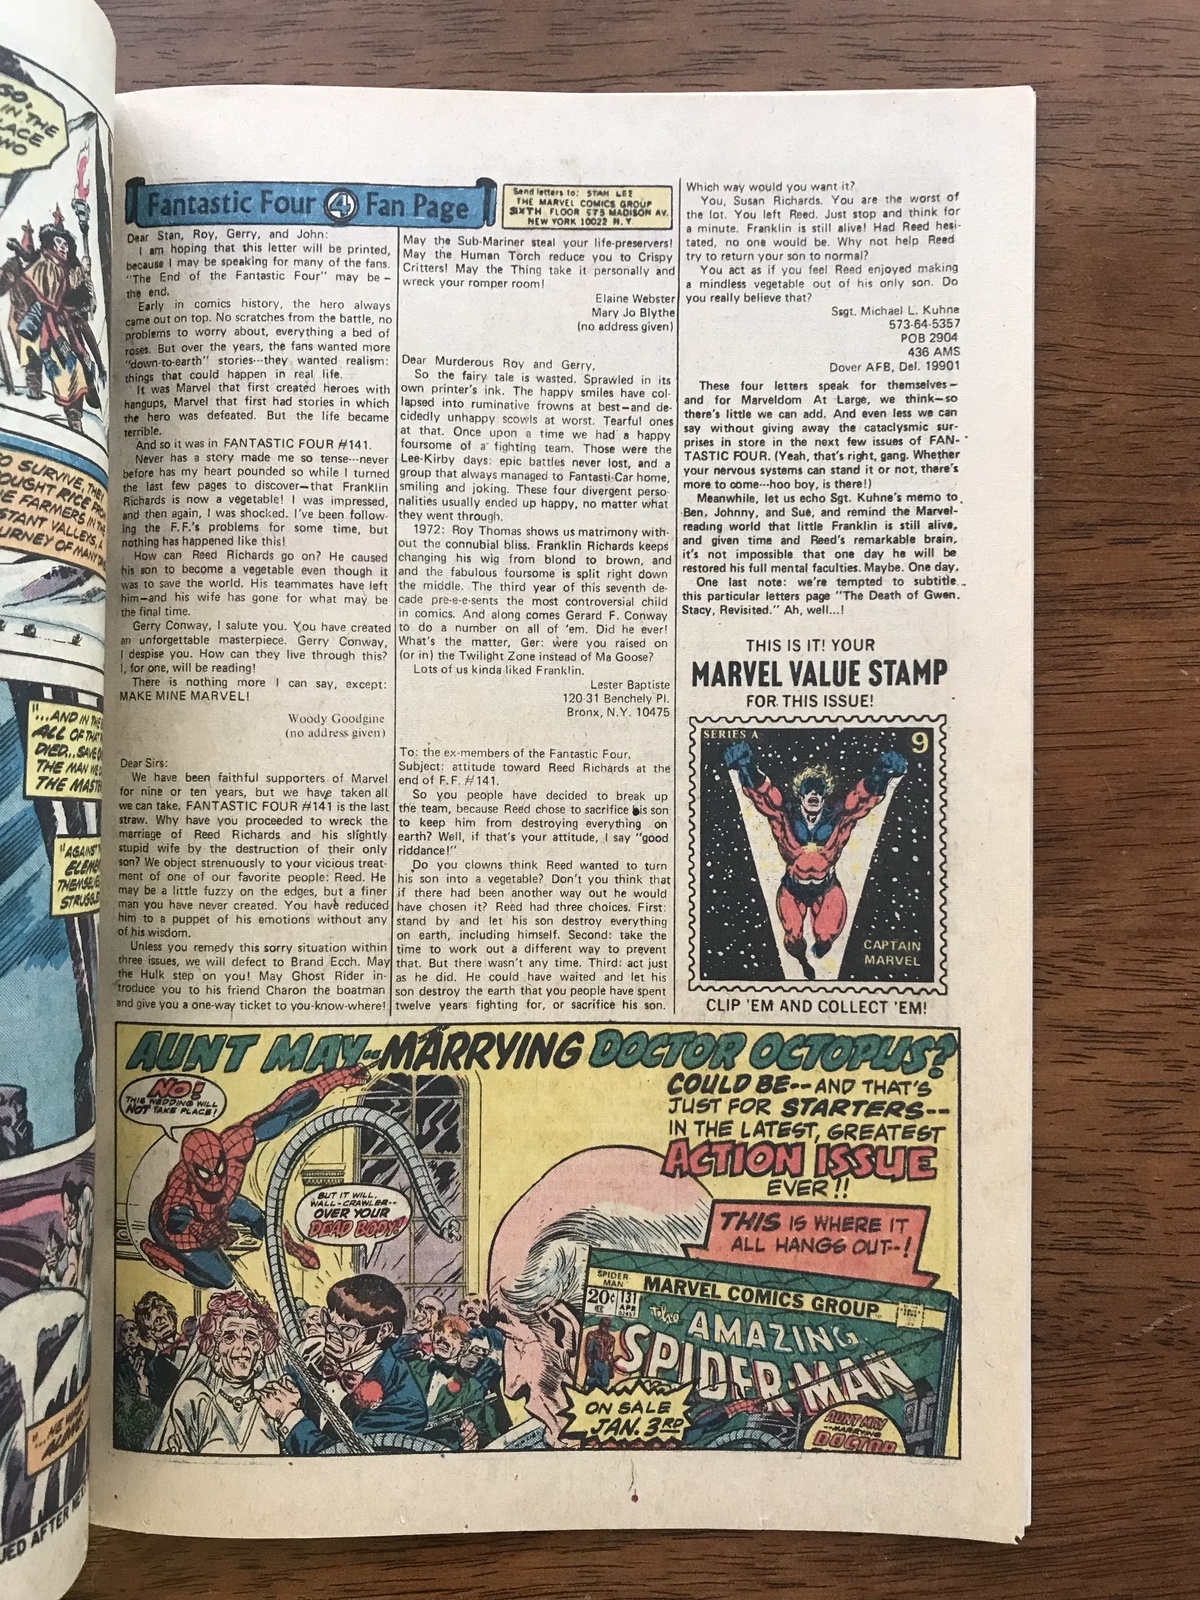 GO,
IN THE
LACE
WHO
TO SURVIVE, THEY
BOUGHT RICE FROM
THE FARMERS IN THE
DISTANT VALLEYS, A
JOURNEY OF MANY DAYS
"...AND IN THE
ALL OF THAT
DIED... SAVE
THE MAN WE
THE MAST
"AGAINST
ELEME
THEMSELVES
STRUGGL
Fantastic Four 4 Fan Page
Send letters to: STAN LEE
THE MARVEL COMICS GROUP
SIXTH FLOOR 575 MADISON AV.
NEW YORK 10022 N.Y.
Dear Stan, Roy, Gerry, and John:
I am hoping that this letter will be printed,
because I may be speaking for many of the fans.
"The End of the Fantastic Four" may be –
the end.
Early in comics history, the hero always
came out on top. No scratches from the battle, no
problems to worry about, everything a bed of
roses. But over the years, the fans wanted more
"down-to-earth" stories---they wanted realism:
things that could happen in real life.
It was Marvel that first created heroes with
hangups, Marvel that first had stories in which
the hero was defeated. But the life became
terrible.
And so it was in FANTASTIC FOUR #141.
Never has a story made me so tense---never
before has my heart pounded so while I turned
the last few pages to discover—that Franklin
Richards is now a vegetable! I was impressed,
and then again, I was shocked. I've been follow-
ing the F.F.'s problems for some time, but
nothing has happened like this!
How can Reed Richards go on? He caused
his son to become a vegetable even though it
was to save the world. His teammates have left
him—and his wife has gone for what may be
the final time.
Gerry Conway, I salute you. You have created
an unforgettable masterpiece. Gerry Conway,
I despise you. How can they live through this?
I, for one, will be reading!
There is nothing more I can say, except:
MAKE MINE MARVEL!
Woody Goodgine
(no address given)
Dear Sirs:
We have been faithful supporters of Marvel
for nine or ten years, but we have taken all
we can take. FANTASTIC FOUR #141 is the last
straw. Why have you proceeded to wreck the
marriage of Reed Richards and his slightly
stupid wife by the destruction of their only
son? We object strenuously to your vicious treat-
ment of one of our favorite people: Reed. He
may be a little fuzzy on the edges, but a finer
man you have never created. You have reduced
him to a puppet of his emotions without any
of his wisdom.
Unless you remedy this sorry situation within
three issues, we will defect to Brand Ecch. May
the Hulk step on you! May Ghost Rider in-
troduce you to his friend Charon the boatman
and give you a one-way ticket to you-know-where!
May the Sub-Mariner steal your life-preservers!
May the Human Torch reduce you to Crispy
Critters! May the Thing take it personally and
wreck your romper room!
Elaine Webster
Mary Jo Blythe
(no address given)
Dear Murderous Roy and Gerry,
So the fairy tale is wasted. Sprawled in its
own printer's ink. The happy smiles have col-
lapsed into ruminative frowns at best—and de-
cidedly unhappy scowls at worst. Tearful ones
at that. Once upon a time we had a happy
foursome of a fighting team. Those were the
Lee-Kirby days: epic battles never lost, and a
group that always managed to Fantasti-Car home,
smiling and joking. These four divergent perso-
nalities usually ended up happy, no matter what
they went through.
1972: Roy Thomas shows us matrimony with-
out the connubial bliss. Franklin Richards keeps
changing his wig from blond to brown, and
and the fabulous foursome is split right down
the middle. The third year of this seventh de-
cade pre-e-e-sents the most controversial child
in comics. And along comes Gerard F. Conway
to do a number on all of 'em. Did he ever!
What's the matter, Ger: were you raised on
(or in) the Twilight Zone instead of Ma Goose?
Lots of us kinda liked Franklin.
Lester Baptiste
120-31 Benchely Pl.
Bronx, N.Y. 10475
To: the ex-members of the Fantastic Four.
Subject: attitude toward Reed Richards at the
end of F.F. #141.
So you people have decided to break up
the team, because Reed chose to sacrifice his son
to keep him from destroying everything on
earth? Well, if that's your attitude, I say "good
riddance!"
Do you clowns think Reed wanted to turn
his son into a vegetable? Don't you think that
if there had been another way out he would
have chosen it? Reed had three choices. First:
stand by and let his son destroy everything
on earth, including himself. Second: take the
time to work out a different way to prevent
that. But there wasn't any time. Third: act just
as he did. He could have waited and let his
son destroy the earth that you people have spent
twelve years fighting for, or sacrifice his son.
Which way would you want it?
You, Susan Richards. You are the worst of
the lot. You left Reed. Just stop and think for
a minute. Franklin is still alive! Had Reed hesi-
tated, no one would be. Why not help Reed
try to return your son to normal?
You act as if you feel Reed enjoyed making
a mindless vegetable out of his only son. Do
you really believe that?
Ssgt. Michael L. Kuhne
573-64-5357
POB 2904
436 AMS
Dover AFB, Del. 19901
These four letters speak for themselves—
and for Marveldom At Large, we think—so
there's little we can add. And even less we can
say without giving away the cataclysmic sur-
prises in store in the next few issues of FAN-
TASTIC FOUR. (Yeah, that's right, gang. Whether
your nervous systems can stand it or not, there's
more to come---hoo boy, is there!)
Meanwhile, let us echo Sgt. Kuhne's memo to
Ben, Johnny, and Sue, and remind the Marvel-
reading world that little Franklin is still alive,
and given time and Reed's remarkable brain,
it's not impossible that one day he will be
restored his full mental faculties. Maybe. One day.
One last note: we're tempted to subtitle
this particular letters page "The Death of Gwen.
Stacy, Revisited." Ah, well...!
THIS IS IT! YOUR
MARVEL VALUE STAMP
FOR THIS ISSUE!
SERIES A
9
CAPTAIN
MARVEL
CLIP 'EM AND COLLECT 'EM!
AUNT MAY--MARRYING DOCTOR OCTOPUS?
NO!
THIS WEDDING WILL
NOT TAKE PLACE!
BUT IT WILL,
WALL-CRAWLER--
OVER YOUR
DEAD BODY!
COULD BE-- AND THAT'S
JUST FOR STARTERS--
IN THE LATEST, GREATEST
ACTION ISSUE
EVER!!
THIS IS WHERE IT
ALL HANGS OUT--!
SPIDER
MAN
MARVEL COMICS GROUP
20¢ 131
APR
the AMAZING
SPIDER-MAN
ON SALE
JAN. 3RD
AUNT MAY
--MARRYING
DOCTOR